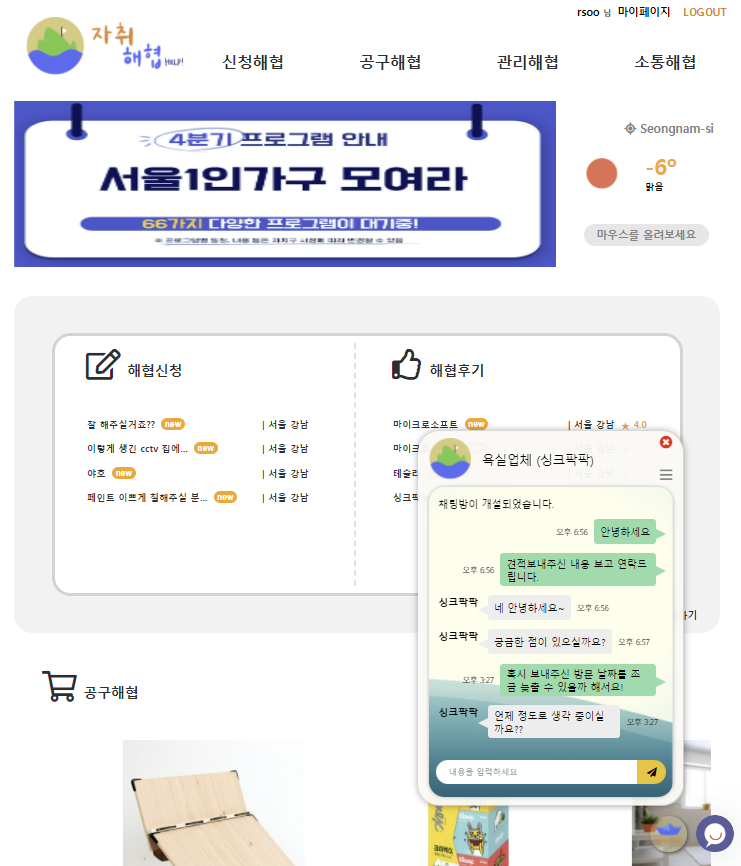 rsoo 님 마이페이지 LOGOUT
자취
해협 HELP!
신청해협 공구해협 관리해협 소통해협
4분기 프로그램 안내
서울1인가구 모여라
66가지 다양한 프로그램이 대기중!
Seongnam-si
-6°
맑음
마우스를 올려보세요
해협신청
잘 해주실거죠?? new | 서울 강남
이렇게 생긴 cctv 집에... new | 서울 강남
야호 new | 서울 강남
페인트 이쁘게 칠해주실 분... new | 서울 강남
해협후기
마이크로소프트 new | 서울 강남 ★ 4.0
마이크
테슬라
싱크팍
욕실업체 (싱크팍팍)
채팅방이 개설되었습니다.
오후 6:56 안녕하세요
오후 6:56 견적보내주신 내용 보고 연락드
립니다.
싱크팍팍 네 안녕하세요~ 오후 6:56
싱크팍팍 궁금한 점이 있으실까요? 오후 6:57
오후 3:27 혹시 보내주신 방문 날짜를 조
금 늦출 수 있을까 해서요!
싱크팍팍 언제 정도로 생각 중이실
까요?? 오후 3:27
내용을 입력하세요
하기
공구해협